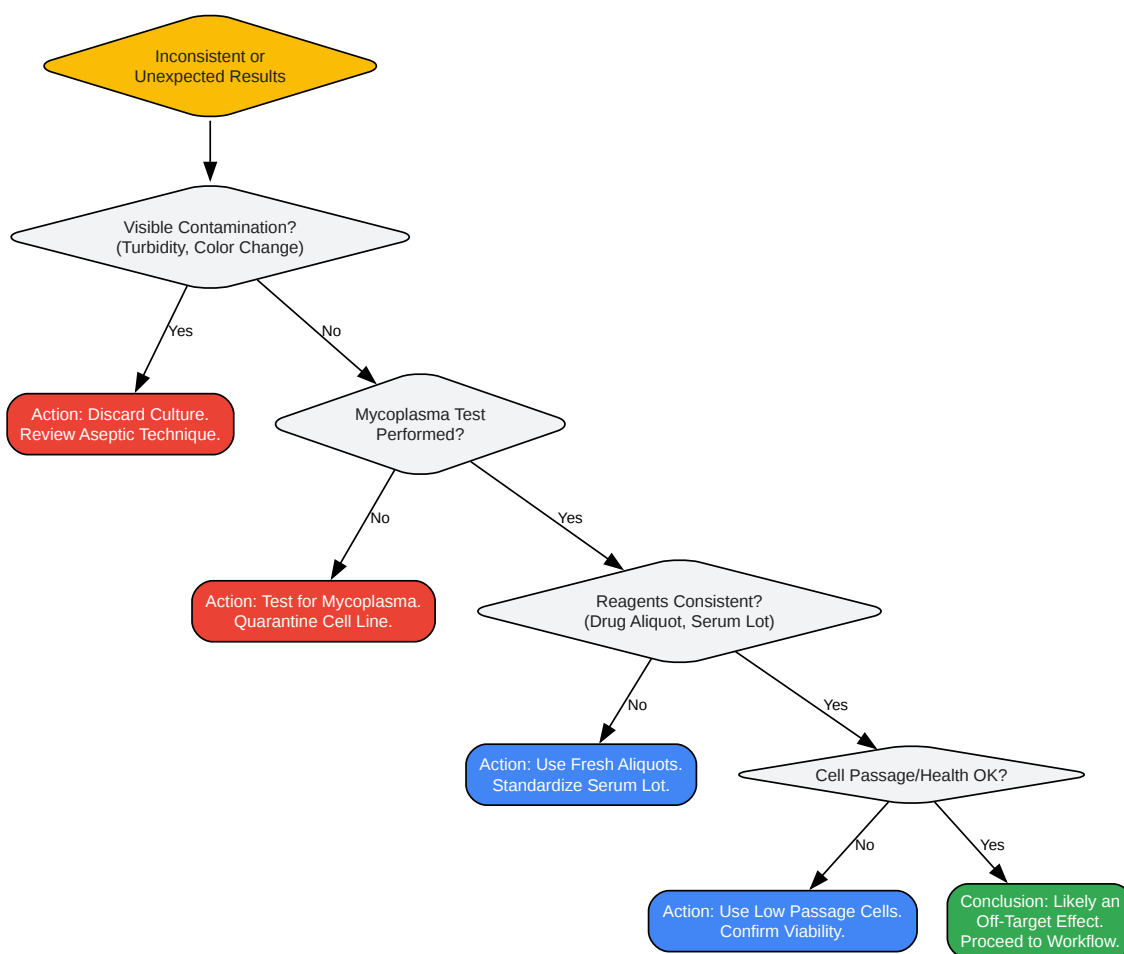 Inconsistent or
Unexpected Results
Visible Contamination?
(Turbidity, Color Change)
Yes
No
Action: Discard Culture.
Review Aseptic Technique.
Mycoplasma Test
Performed?
No
Yes
Action: Test for Mycoplasma.
Quarantine Cell Line.
Reagents Consistent?
(Drug Aliquot, Serum Lot)
No
Yes
Action: Use Fresh Aliquots.
Standardize Serum Lot.
Cell Passage/Health OK?
No
Yes
Action: Use Low Passage Cells.
Confirm Viability.
Conclusion: Likely an
Off-Target Effect.
Proceed to Workflow.